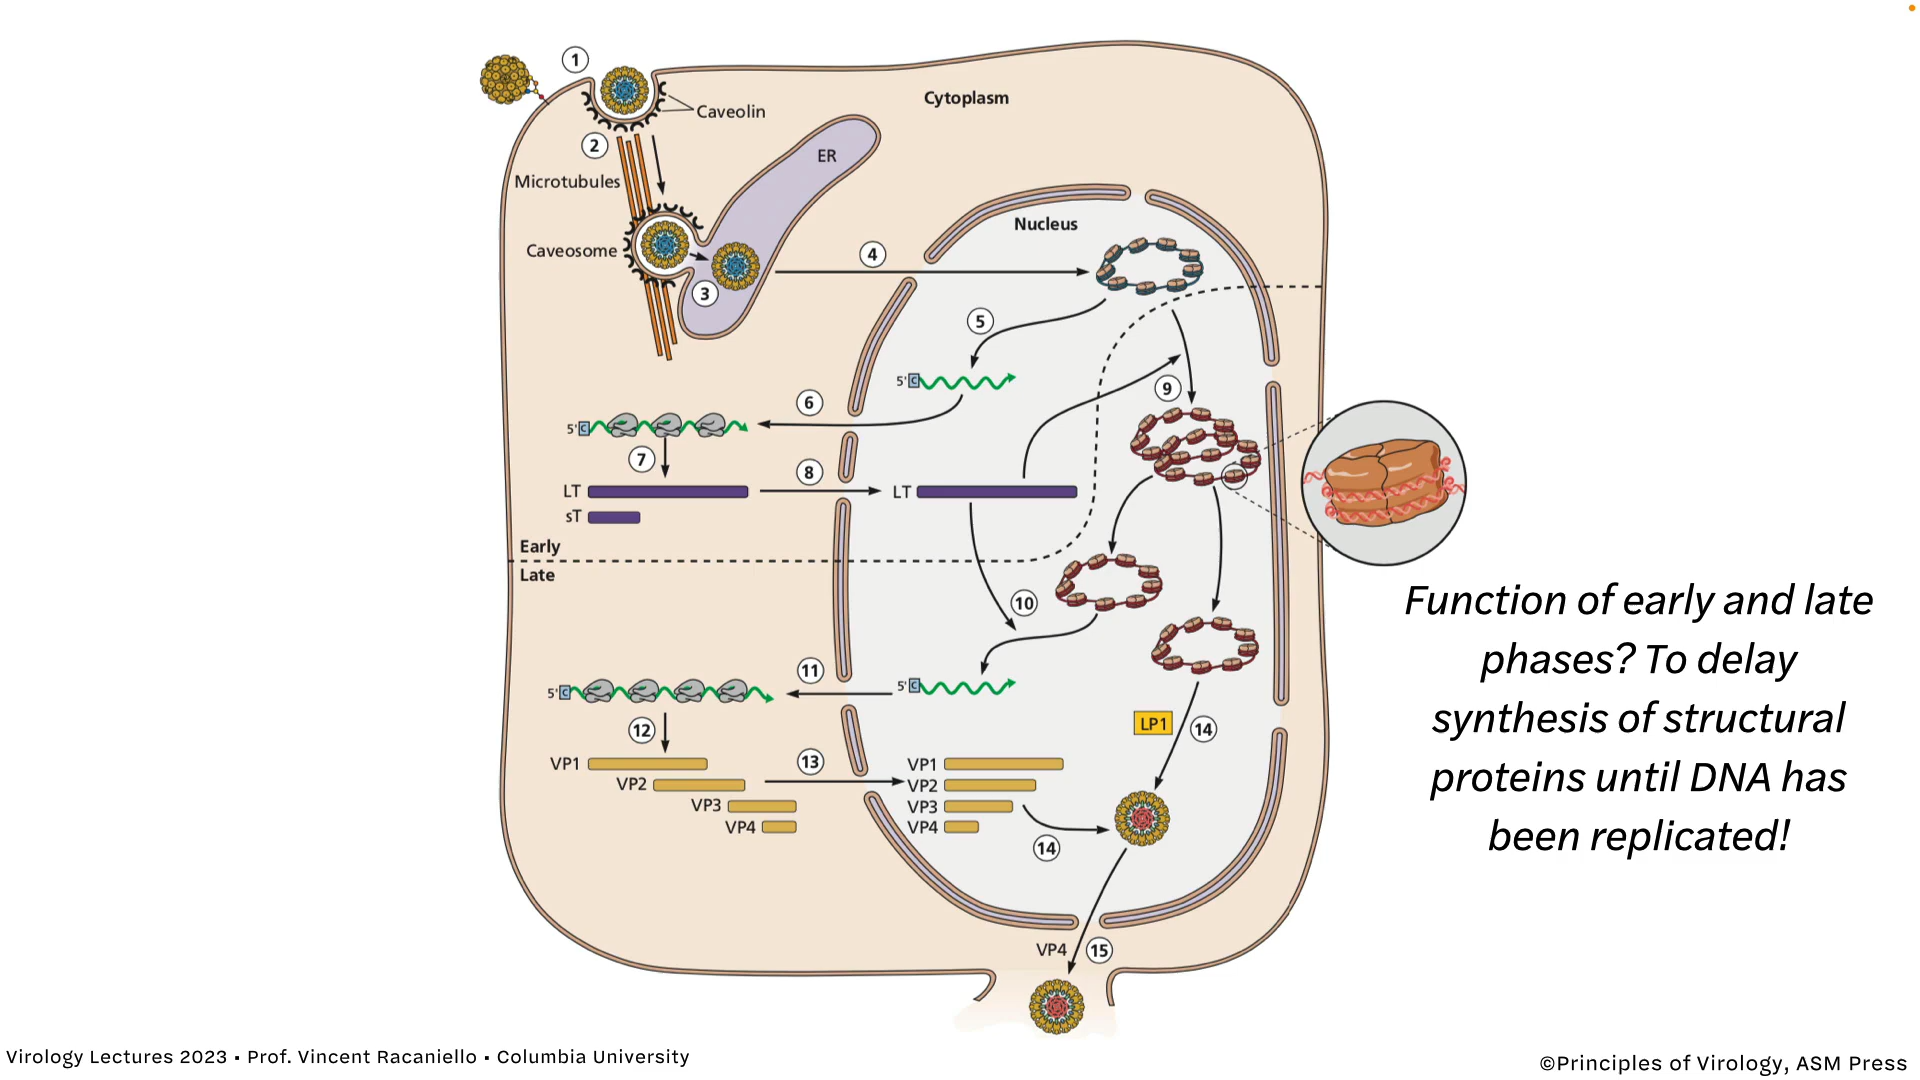 1
Cytoplasm
Caveolin
2
ER
Microtubules
Nucleus
Caveosome
4
3
5
5' C
6
9
5' C
7
8
LT
LT
sT
Early
Late
10
11
5' C
5' C
LP1
14
12
13
VP1
VP2
VP3
VP4
VP1
VP2
VP3
VP4
14
VP4
15
Function of early and late
phases? To delay
synthesis of structural
proteins until DNA has
been replicated!
Virology Lectures 2023 • Prof. Vincent Racaniello • Columbia University
©Principles of Virology, ASM Press